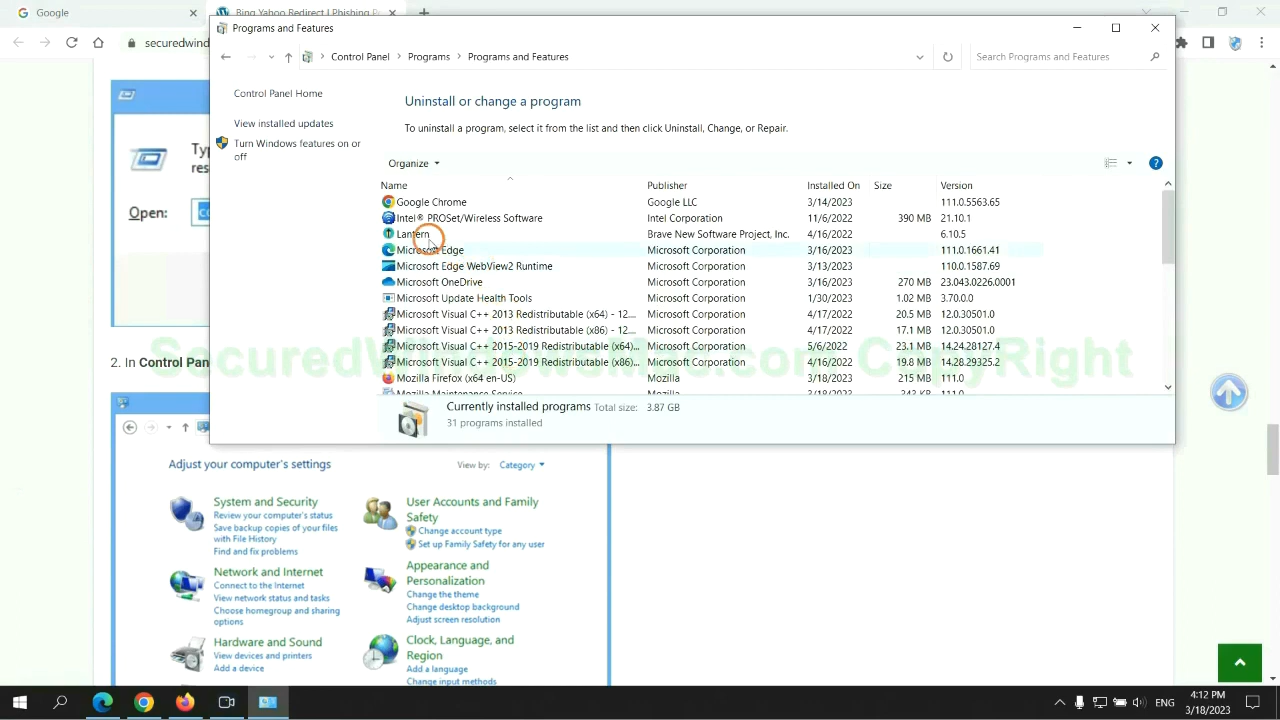 Google
Bing Yahoo Redirect | Phishing
securedwind
Programs and Features
Control Panel
Programs
Programs and Features
Search Programs and Features
Control Panel Home
View installed updates
Turn Windows features on or
off
Uninstall or change a program
To uninstall a program, select it from the list and then click Uninstall, Change, or Repair.
Organize
Name Publisher Installed On Size Version
Google Chrome Google LLC 3/14/2023 111.0.5563.65
Intel® PROSet/Wireless Software Intel Corporation 11/6/2022 390 MB 21.10.1
Lantern Brave New Software Project, Inc. 4/16/2022 6.10.5
Microsoft Edge Microsoft Corporation 3/16/2023 111.0.1661.41
Microsoft Edge WebView2 Runtime Microsoft Corporation 3/13/2023 110.0.1587.69
Microsoft OneDrive Microsoft Corporation 3/16/2023 270 MB 23.043.0226.0001
Microsoft Update Health Tools Microsoft Corporation 1/30/2023 1.02 MB 3.70.0.0
Microsoft Visual C++ 2013 Redistributable (x64) - 12.... Microsoft Corporation 4/17/2022 20.5 MB 12.0.30501.0
Microsoft Visual C++ 2013 Redistributable (x86) - 12.... Microsoft Corporation 4/17/2022 17.1 MB 12.0.30501.0
Microsoft Visual C++ 2015-2019 Redistributable (x64)... Microsoft Corporation 5/6/2022 23.1 MB 14.24.28127.4
Microsoft Visual C++ 2015-2019 Redistributable (x86)... Microsoft Corporation 4/16/2022 19.8 MB 14.28.29325.2
Mozilla Firefox (x64 en-US) Mozilla 3/18/2023 215 MB 111.0
Mozilla Maintenance Service Mozilla 3/18/2023 343 KB 111.0
Currently installed programs Total size: 3.87 GB
31 programs installed
Ty
res
Open:
2. In Control Pan
Adjust your computer's settings
View by: Category
System and Security
Review your computer's status
Save backup copies of your files
with File History
Find and fix problems
Network and Internet
Connect to the Internet
View network status and tasks
Choose homegroup and sharing
options
Hardware and Sound
View devices and printers
Add a device
User Accounts and Family
Safety
Change account type
Set up Family Safety for any user
Appearance and
Personalization
Change the theme
Change desktop background
Adjust screen resolution
Clock, Language, and
Region
Add a language
Change input methods
ENG
4:12 PM
3/18/2023